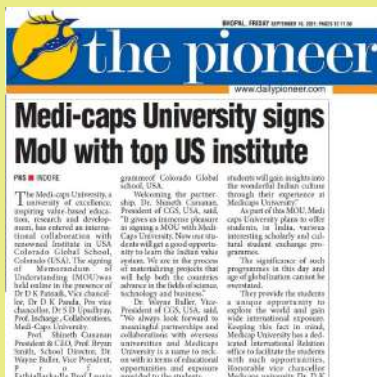 BHOPAL, FRIDAY
the pioneer
www.dailypioneer.com
Medi-caps University signs
MoU with top US institute
PNS ■ INDORE
The Medi-caps University, a
university of excellence,
inspiring value-based educa-
tion, research and develop-
ment, has entered an interna-
tional collaboration with
renowned Institute in USA
Colorado Global School,
Colorado (USA). The signing
of Memorandum of
Understanding (MOU)was
held online in the presence of
Dr D K Patnaik, Vice chancel-
lor, Dr D K Panda, Pro vice
chancellor, Dr S D Upadhyay,
Prof. Incharge, Collaborations,
Medi-Caps University.
Prof. Shineth Cunanan
President & CEO, Prof. Bryan
Smith, School Director, Dr.
Wayne Baller, Vice President,
P r o f .
grammeof Colorado Global
school, USA.
Welcoming the partner-
ship, Dr. Shineth Cunanan,
President of CGS, USA, said,
"It gives an immense pleasure
in signing a MOU with Medi-
Caps University. Now our stu-
dents will get a good opportu-
nity to learn the Indian value
system. We are in the process
of materializing projects that
will help both the countries
advance in the fields of science,
technology and business."
Dr. Wayne Baller, Vice-
President of CGS, USA, said,
"We always look forward to
meaningful partnerships and
collaborations with overseas
universities and Medicaps
University is a name to reck-
on with in terms of educational
opportunities and exposure
provided to the students.
students will gain insights into
the wonderful Indian culture
through their experience at
Medicaps University."
As part of this MOU, Medi
caps University plans to offer
students, in India, various
interesting scholarly and cul-
tural student exchange pro-
grammes.
The significance of such
programmes in this day and
age of globalisation cannot be
overstated.
They provide the students
a unique opportunity to
explore the world and gain
wide international exposure.
Keeping this fact in mind,
Medicap University has a ded-
icated International Relation
office to facilitate the students
with such opportunities,
Honorable vice chancellor
Medicaps university, Dr. D K